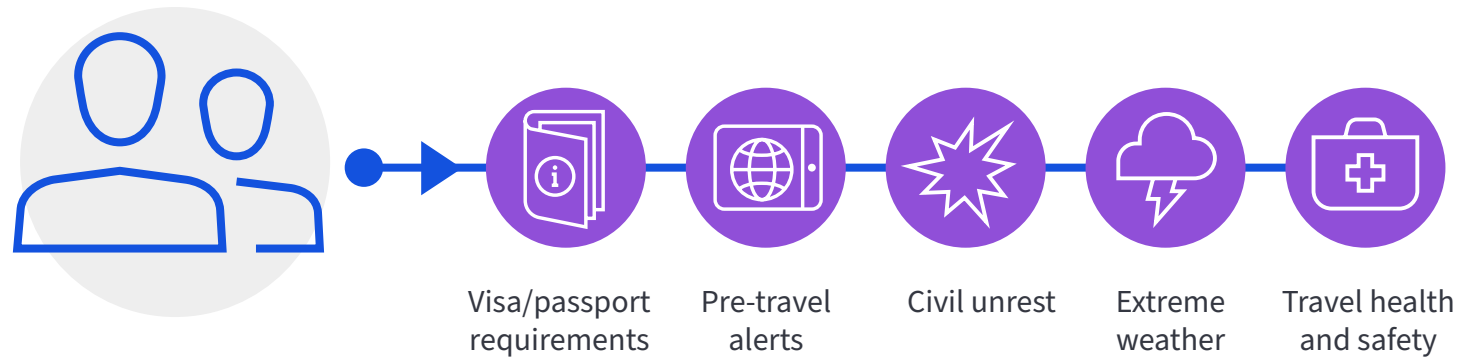 Visa/passport
requirements
Pre-travel
alerts
Civil unrest
Extreme
weather
Travel health
and safety